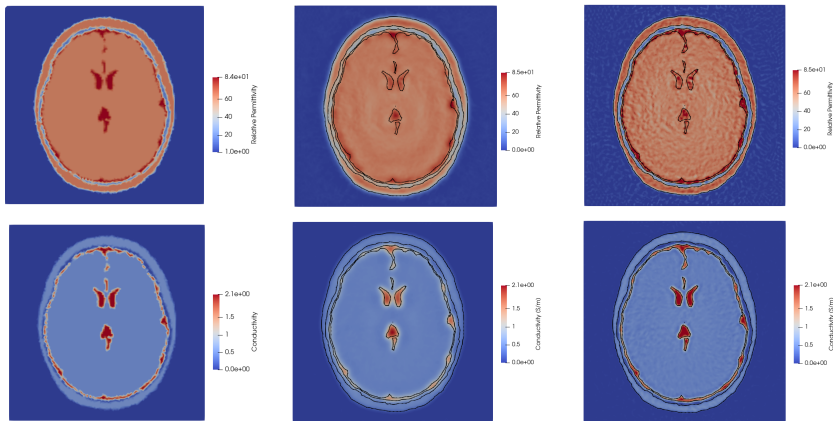 8.4e+01
60
40
20
1.0e+00
Relative Permittivity
8.5e+01
60
40
20
0.0e+00
Relative Permittivity
8.5e+01
60
40
20
0.0e+00
Relative Permittivity
2.1e+00
1.5
1
0.5
0.0e+00
Conductivity
2.1e+00
1.5
1
0.5
0.0e+00
Conductivity (S/m)
2.1e+00
1.5
1
0.5
0.0e+00
Conductivity (S/m)